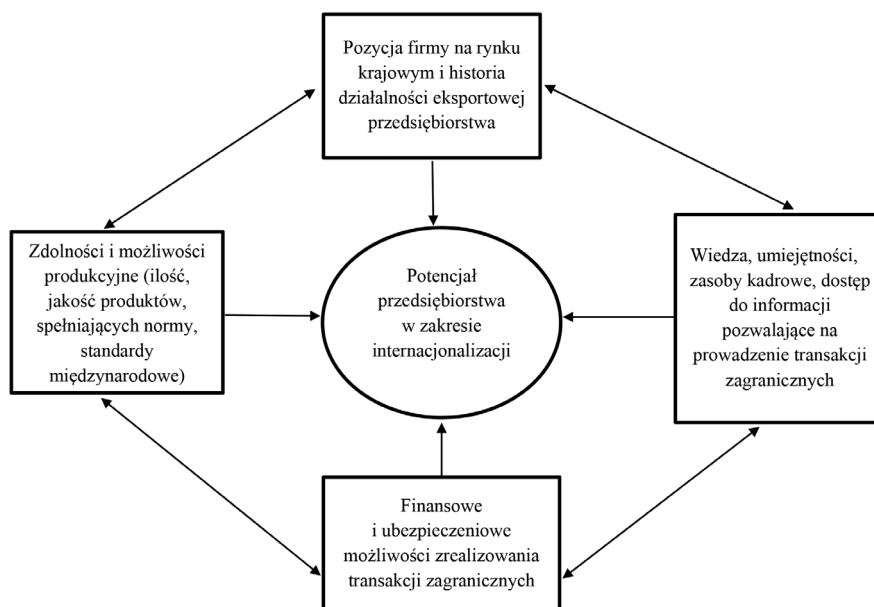 Pozycja firmy na rynku
krajowym i historia
działalności eksportowej
przedsiębiorstwa
Zdolności i możliwości
produkcyjne (ilość,
jakość produktów,
spełniających normy,
standardy
międzynarodowe)
Potencjał
przedsiębiorstwa
w zakresie
internacjonalizacji
Wiedza, umiejętności,
zasoby kadrowe, dostęp
do informacji
pozwalające na
prowadzenie transakcji
zagranicznych
Finansowe
i ubezpieczeniowe
możliwości zrealizowania
transakcji zagranicznych